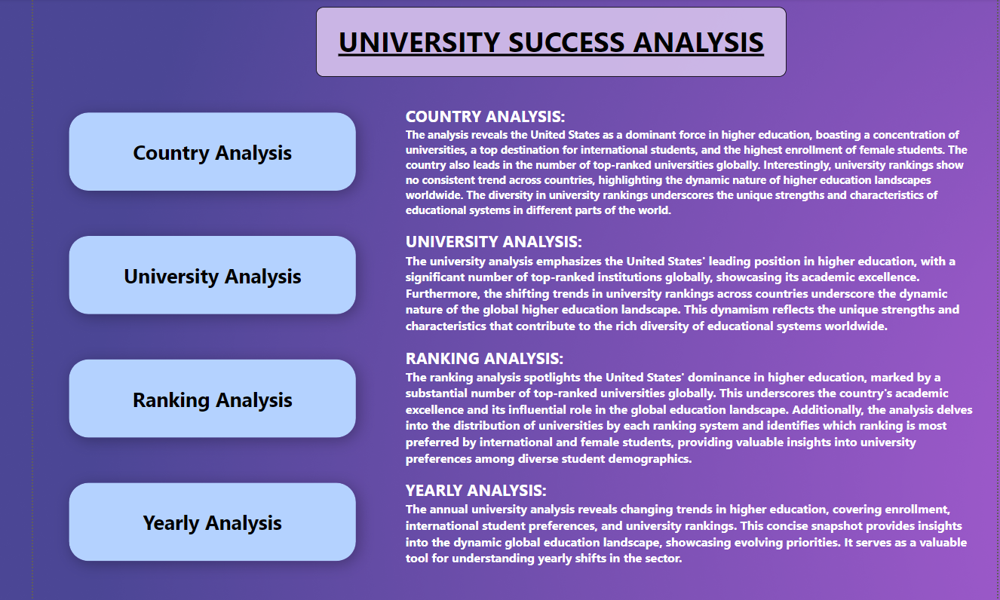 UNIVERSITY SUCCESS ANALYSIS
Country Analysis
COUNTRY ANALYSIS:
The analysis reveals the United States as a dominant force in higher education, boasting a concentration of
universities, a top destination for international students, and the highest enrollment of female students. The
country also leads in the number of top-ranked universities globally. Interestingly, university rankings show
no consistent trend across countries, highlighting the dynamic nature of higher education landscapes
worldwide. The diversity in university rankings underscores the unique strengths and characteristics of
educational systems in different parts of the world.
University Analysis
UNIVERSITY ANALYSIS:
The university analysis emphasizes the United States' leading position in higher education, with a
significant number of top-ranked institutions globally, showcasing its academic excellence.
Furthermore, the shifting trends in university rankings across countries underscore the dynamic
nature of the global higher education landscape. This dynamism reflects the unique strengths and
characteristics that contribute to the rich diversity of educational systems worldwide.
Ranking Analysis
RANKING ANALYSIS:
The ranking analysis spotlights the United States' dominance in higher education, marked by a
substantial number of top-ranked universities globally. This underscores the country's academic
excellence and its influential role in the global education landscape. Additionally, the analysis delves
into the distribution of universities by each ranking system and identifies which ranking is most
preferred by international and female students, providing valuable insights into university
preferences among diverse student demographics.
Yearly Analysis
YEARLY ANALYSIS:
The annual university analysis reveals changing trends in higher education, covering enrollment,
international student preferences, and university rankings. This concise snapshot provides insights
into the dynamic global education landscape, showcasing evolving priorities. It serves as a valuable
tool for understanding yearly shifts in the sector.